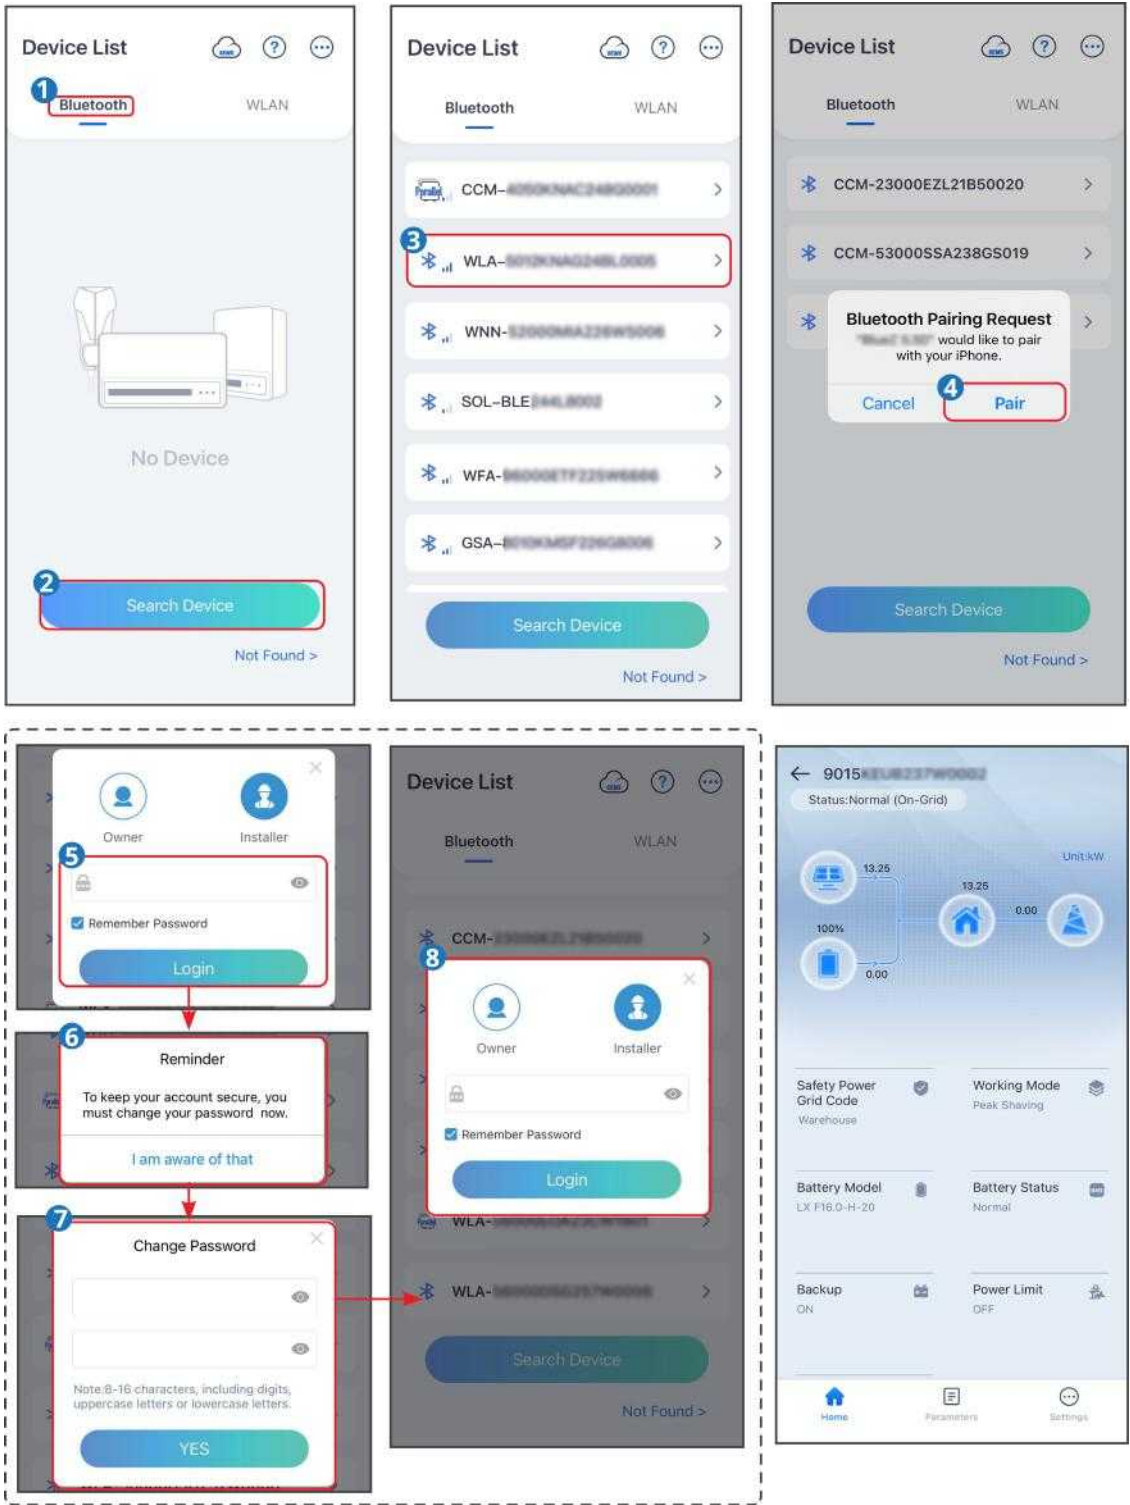 Device List
1
Bluetooth
WLAN
No Device
2
Search Device
Not Found >
Device List
Bluetooth
WLAN
CCM-
3
WLA-
WNN-
SOL-BLE
WFA-
GSA-
Search Device
Not Found >
Device List
Bluetooth
WLAN
CCM-23000EZL21B50020
CCM-53000SSA238GS019
Bluetooth Pairing Request
would like to pair
with your iPhone.
4
Cancel
Pair
Search Device
Not Found >
Owner
Installer
5
Remember Password
Login
6
Reminder
To keep your account secure, you
must change your password now.
I am aware of that
7
Change Password
Note:8-16 characters, including digits,
uppercase letters or lowercase letters.
YES
Device List
Bluetooth
WLAN
CCM-
8
Owner
Installer
Remember Password
Login
WLA-
WLA-
Search Device
Not Found >
9015
Status:Normal (On-Grid)
Unit:kW
13.25
13.25
0.00
100%
0.00
Safety Power
Grid Code
Warehouse
Working Mode
Peak Shaving
Battery Model
LX F16.0-H-20
Battery Status
Normal
Backup
ON
Power Limit
OFF
Home
Parameters
Settings